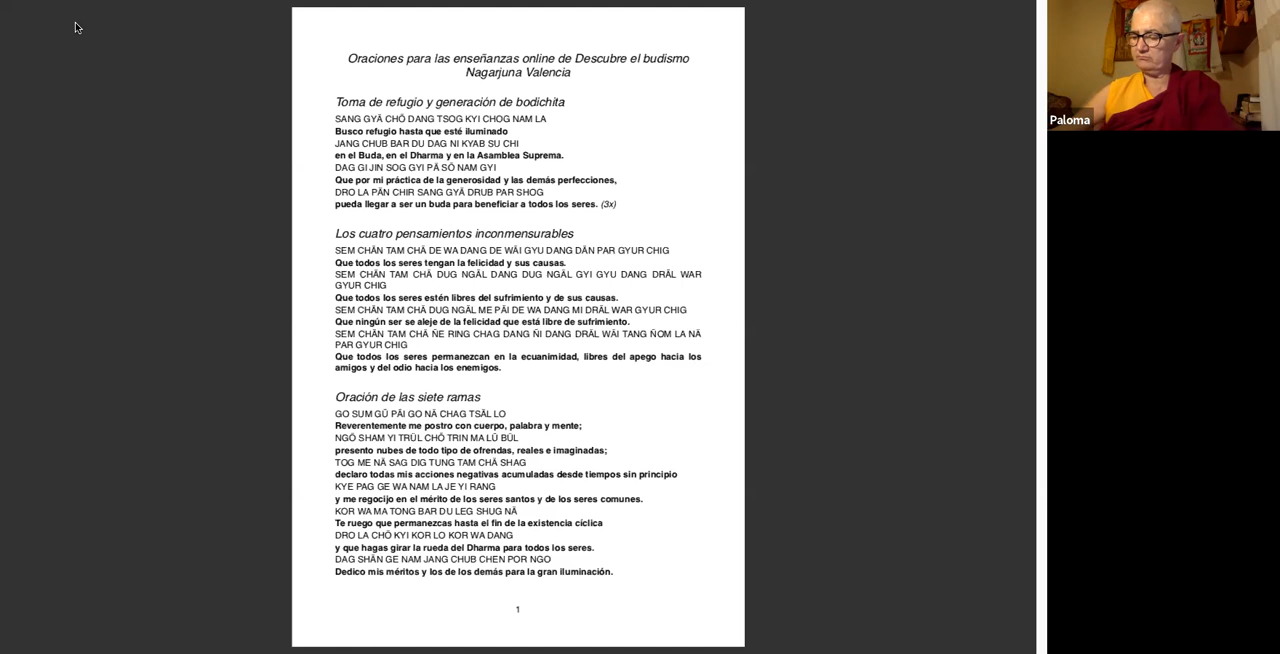 Oraciones para las enseñanzas online de Descubre el budismo
Nagarjuna Valencia
Toma de refugio y generación de bodichita
SANG GYÄ CHÖ DANG TSOG KYI CHOG NAM LA
Busco refugio hasta que esté iluminado
JANG CHUB BAR DU DAG NI KYAB SU CHI
en el Buda, en el Dharma y en la Asamblea Suprema.
DAG GI JIN SOG GYI PÄ SÖ NAM GYI
Que por mi práctica de la generosidad y las demás perfecciones,
DRO LA PÄN CHIR SANG GYÄ DRUB PAR SHOG
pueda llegar a ser un buda para beneficiar a todos los seres. (3x)
Los cuatro pensamientos inconmensurables
SEM CHÄN TAM CHÄ DE WA DANG DE WÄI GYU DANG DÄN PAR GYUR CHIG
Que todos los seres tengan la felicidad y sus causas.
SEM CHÄN TAM CHÄ DUG NGÄL DANG DUG NGÄL GYI GYU DANG DRÄL WAR
GYUR CHIG
Que todos los seres estén libres del sufrimiento y de sus causas.
SEM CHÄN TAM CHÄ DUG NGÄL ME PÄI DE WA DANG MI DRÄL WAR GYUR CHIG
Que ningún ser se aleje de la felicidad que está libre de sufrimiento.
SEM CHÄN TAM CHÄ ÑE RING CHAG DANG ÑI DANG DRÄL WÄI TANG ÑOM LA NÄ
PAR GYUR CHIG
Que todos los seres permanezcan en la ecuanimidad, libres del apego hacia los
amigos y del odio hacia los enemigos.
Oración de las siete ramas
GO SUM GÜ PÄI GO NÄ CHAG TSÄL LO
Reverentemente me postro con cuerpo, palabra y mente;
NGÖ SHAM YI TRÜL CHÖ TRIN MA LÜ BÜL
presento nubes de todo tipo de ofrendas, reales e imaginadas;
TOG ME NÄ SAG DIG TUNG TAM CHÄ SHAG
declaro todas mis acciones negativas acumuladas desde tiempos sin principio
KYE PAG GE WA NAM LA JE YI RANG
y me regocijo en el mérito de los seres santos y de los seres comunes.
KOR WA MA TONG BAR DU LEG SHUG NÄ
Te ruego que permanezcas hasta el fin de la existencia cíclica
DRO LA CHÖ KYI KOR LO KOR WA DANG
y que hagas girar la rueda del Dharma para todos los seres.
DAG SHÄN GE NAM JANG CHUB CHEN POR NGO
Dedico mis méritos y los de los demás para la gran iluminación.
1
Paloma